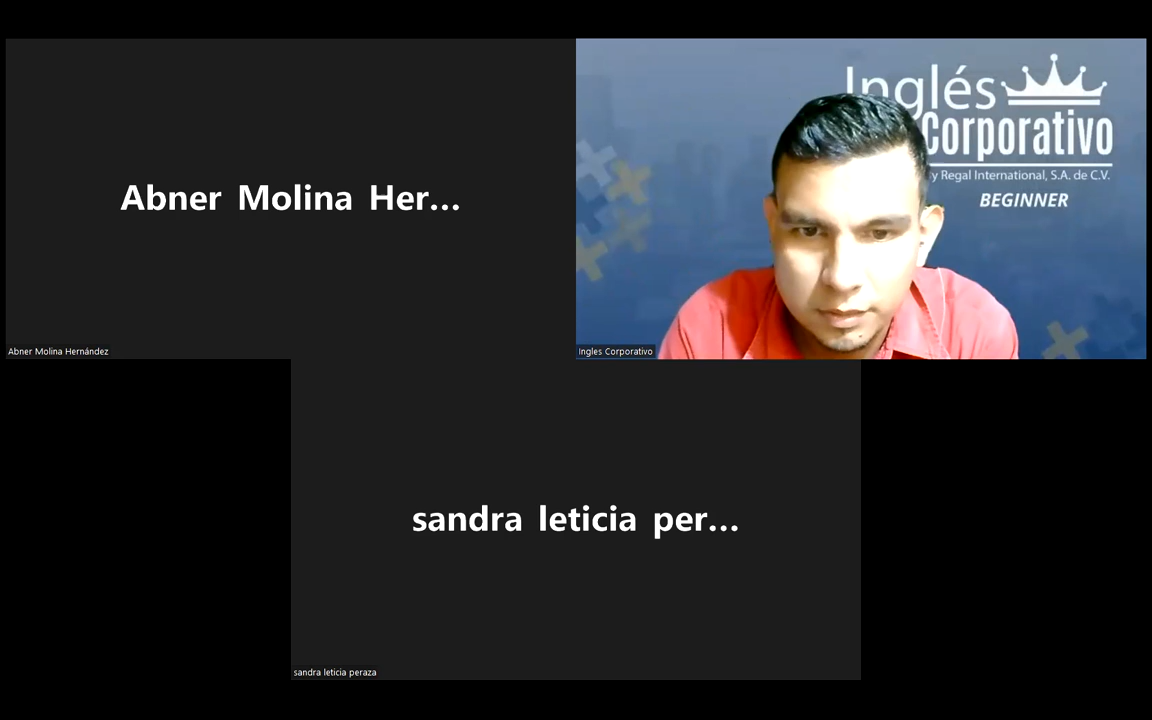 Abner Molina Her...
Abner Molina Hernández
Inglés
Corporativo
y Regal International, S.A. de C.V.
BEGINNER
Ingles Corporativo
sandra leticia per...
sandra leticia peraza